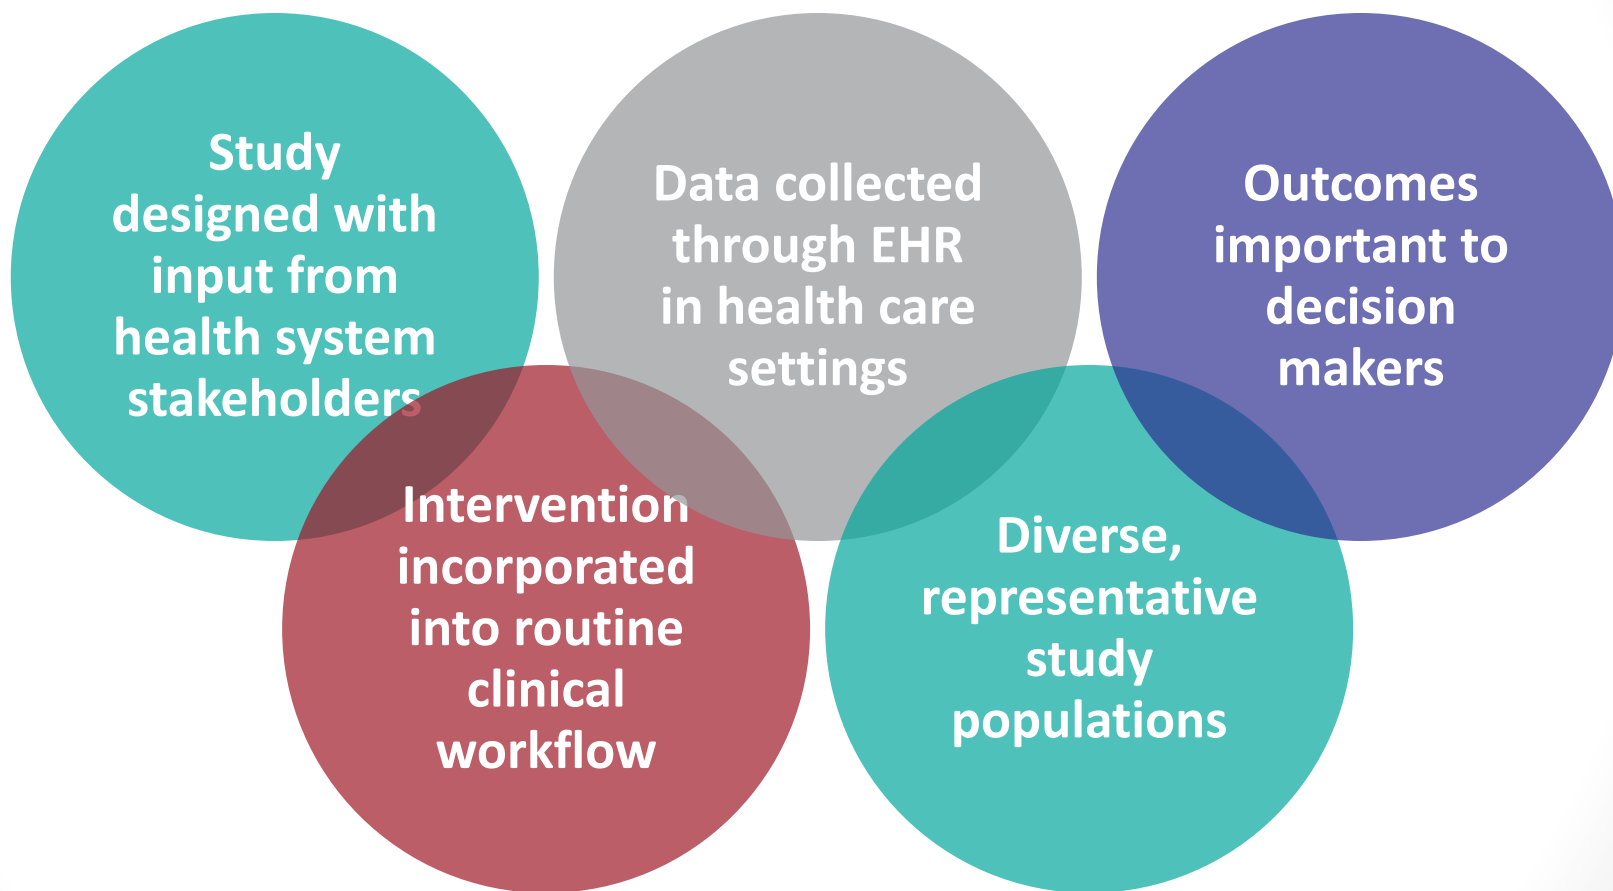 Study
designed with
input from
health system
stakeholders
Intervention
incorporated
into routine
clinical
workflow
Data collected
through EHR
in health care
settings
Diverse,
representative
study
populations
Outcomes
important to
decision
makers